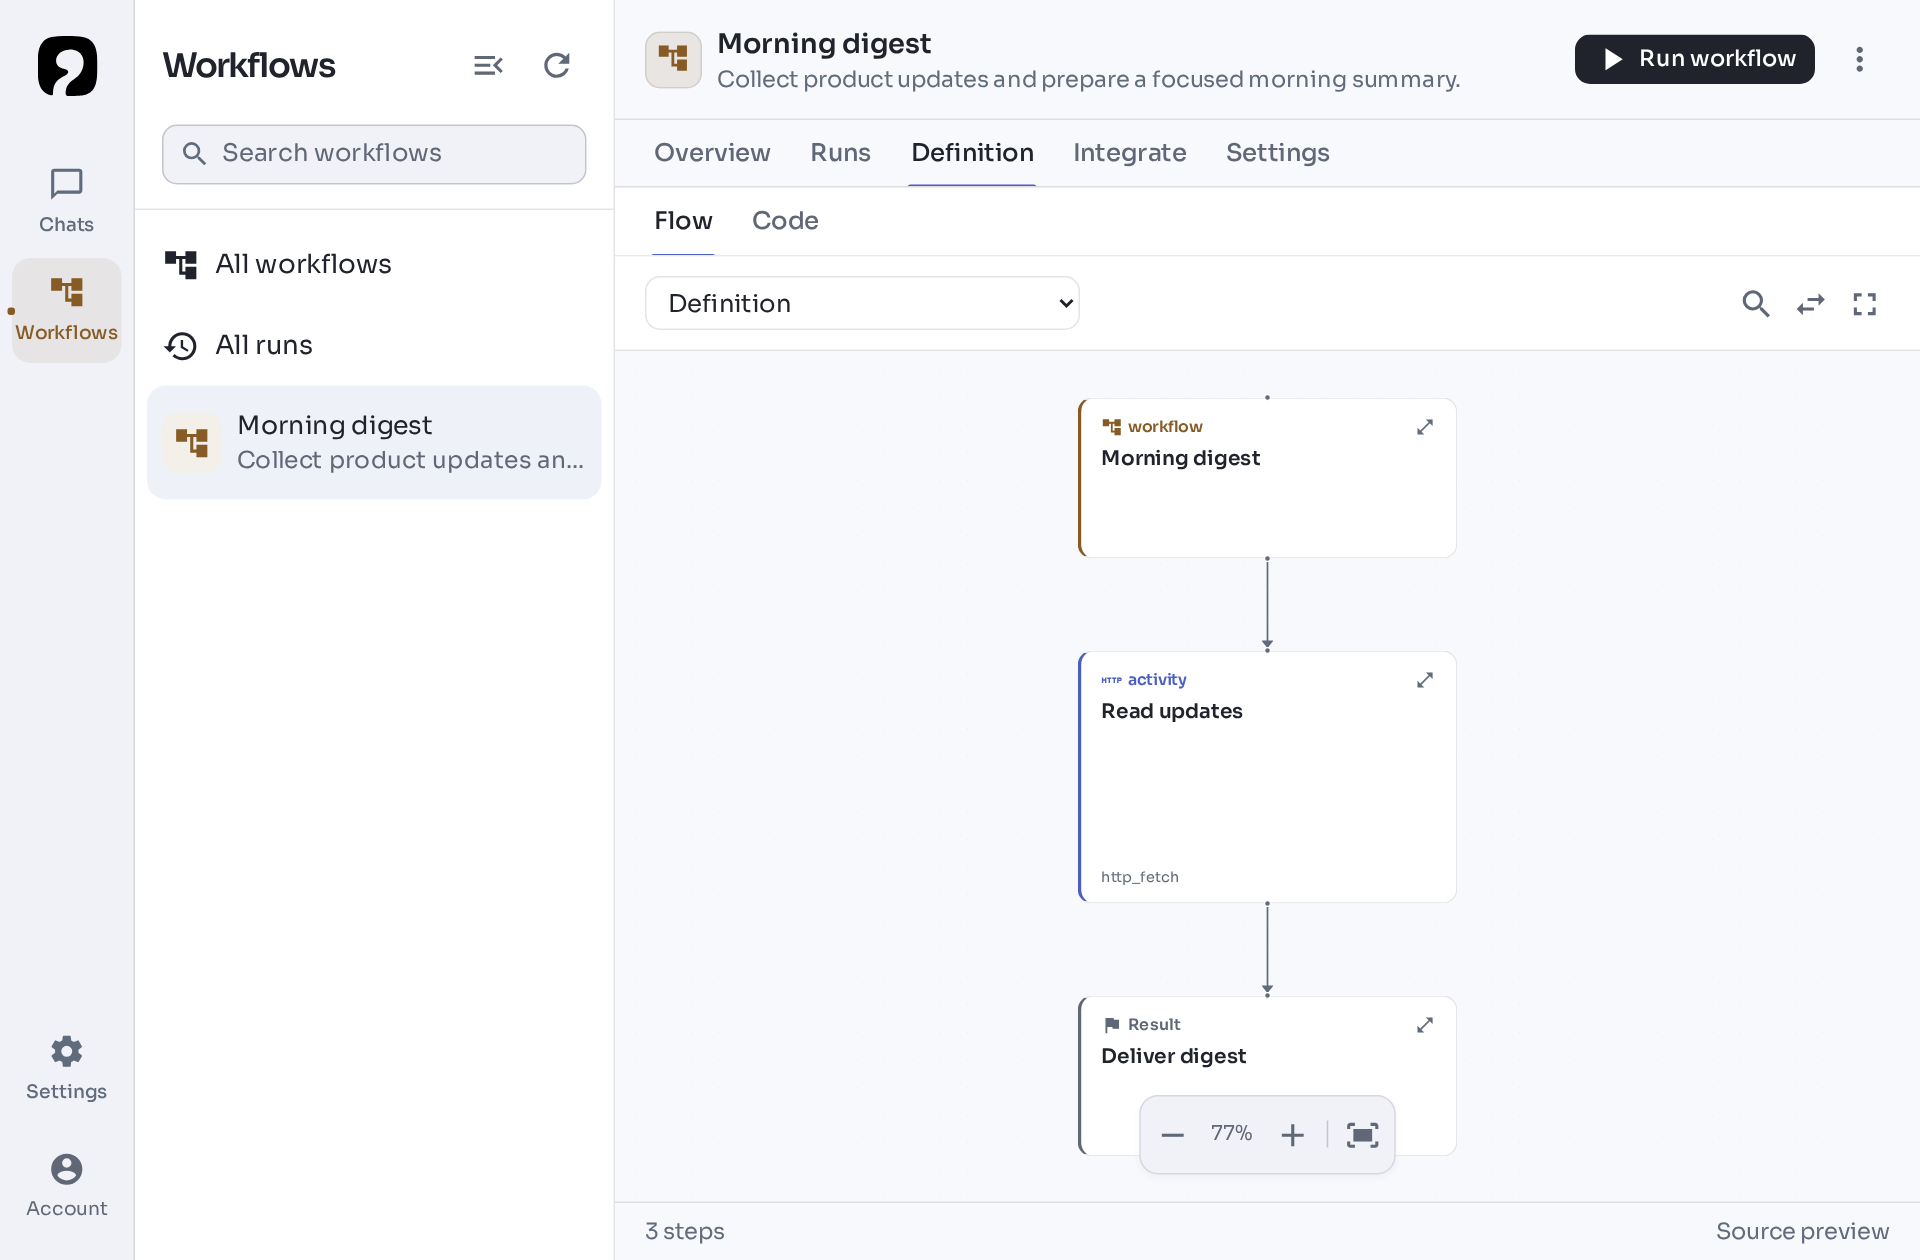 Workflows
Search workflows
Chats
Workflows
All workflows
All runs
Morning digest
Collect product updates an...
Settings
Account
Morning digest
Collect product updates and prepare a focused morning summary.
Run workflow
Overview
Runs
Definition
Integrate
Settings
Flow
Code
Definition
workflow
Morning digest
HTTP activity
Read updates
http_fetch
Result
Deliver digest
77%
3 steps
Source preview